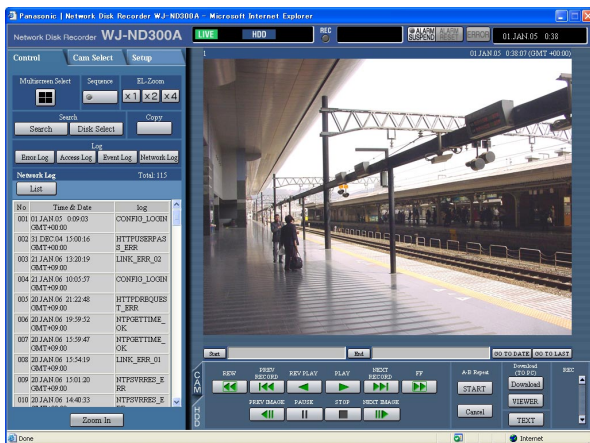 Panasonic | Network Disk Recorder WJ-ND300A - Microsoft Internet Explorer
Network Disk Recorder WJ-ND300A
LIVE
HDD
REC
ALARM SUSPEND
ALARM RESET
ERROR
01.JAN.05 0:38
Control
Cam Select
Setup
1
01.JAN.05 0:38:07 (GMT +00:00)
Multiscreen Select
Sequence
EL-Zoom
x1 x2 x4
Search
Copy
Search
Disk Select
Log
Error Log
Access Log
Event Log
Network Log
Network Log
Total: 115
List
No Time & Date log
001 01.JAN.05 0:09:03 CONFIG_LOGIN
GMT+00:00
002 31.DEC.04 15:00:16 HTTPUSERPAS
GMT+00:00 S_ERR
003 21.JAN.06 13:20:19 LINK_ERR_02
GMT+09:00
004 21.JAN.06 10:05:57 CONFIG_LOGIN
GMT+09:00
005 20.JAN.06 21:22:48 HTTPDREQUES
GMT+09:00 T_ERR
006 20.JAN.06 19:59:52 NTPGETTIME_
GMT+09:00 OK
007 20.JAN.06 15:59:47 NTPGETTIME_
GMT+09:00 OK
008 20.JAN.06 15:54:19 LINK_ERR_01
GMT+09:00
009 20.JAN.06 15:01:20 NTPSVRRES_E
GMT+09:00 RR
010 20.JAN.06 14:40:33 NTPSVRRES_E
Zoom In
Start
End
GO TO DATE
GO TO LAST
CAM
HDD
REW
PREV RECORD
REV PLAY
PLAY
NEXT RECORD
FF
PREV IMAGE
PAUSE
STOP
NEXT IMAGE
A-B Repeat
START
Cancel
Download (TO PC)
Download
VIEWER
TEXT
REC
Done
Internet